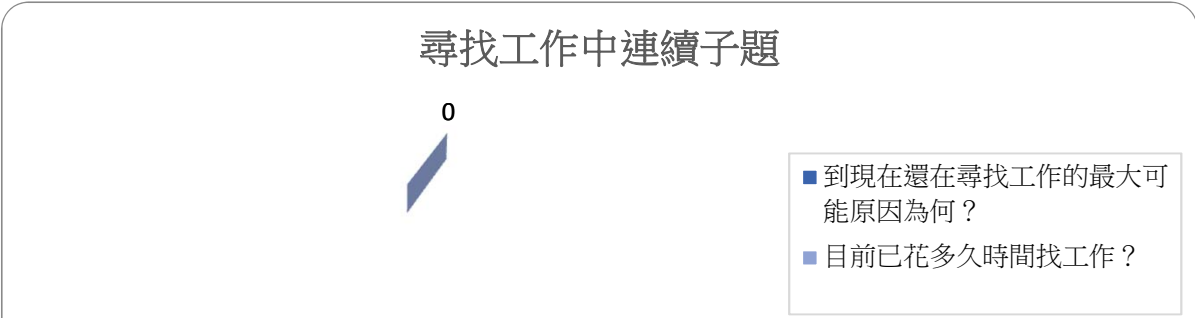 尋找工作中連續子題
0
到現在還在尋找工作的最大可
能原因為何？
目前已花多久時間找工作？